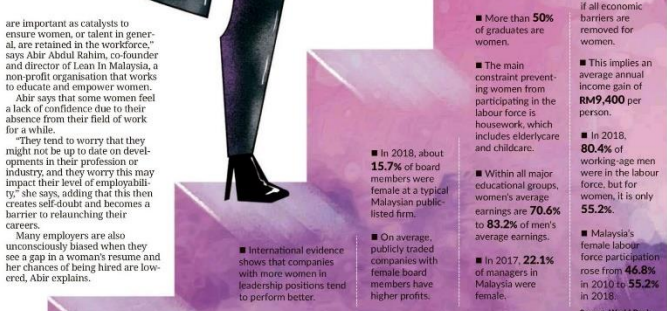 are important as catalysts to
ensure women, or talent in gener-
al, are retained in the workforce,"
says Abir Abdul Rahim, co-founder
and director of Lean In Malaysia, a
non-profit organisation that works
to educate and empower women.
Abir says that some women feel
a lack of confidence due to their
absence from their field of work
for a while.
"They tend to worry that they
might not be up to date on devel-
opments in their profession or
industry, and they worry this may
impact their level of employabili-
ty," she says, adding that this then
creates self-doubt and becomes a
barrier to relaunching their
careers.
Many employers are also
unconsciously biased when they
see a gap in a woman's resume and
her chances of being hired are low-
ered, Abir explains.
■ International evidence
shows that companies
with more women in
leadership positions tend
to perform better.
■ In 2018, about
15.7% of board
members were
female at a typical
Malaysian public-
listed firm.
■ On average,
publicly traded
companies with
female board
members have
higher profits.
■ More than 50%
of graduates are
women.
■ The main
constraint prevent-
ing women from
participating in the
labour force is
housework, which
includes elderlycare
and childcare.
■ Within all major
educational groups,
women's average
earnings are 70.6%
to 83.2% of men's
average earnings.
■ In 2017, 22.1%
of managers in
Malaysia were
female.
if all economic
barriers are
removed for
women.
■ This implies an
average annual
income gain of
RM9,400 per
person.
■ In 2018,
80.4% of
working-age men
were in the labour
force, but for
women, it is only
55.2%.
■ Malaysia's
female labour
force participation
rose from 46.8%
in 2010 to 55.2%
in 2018.